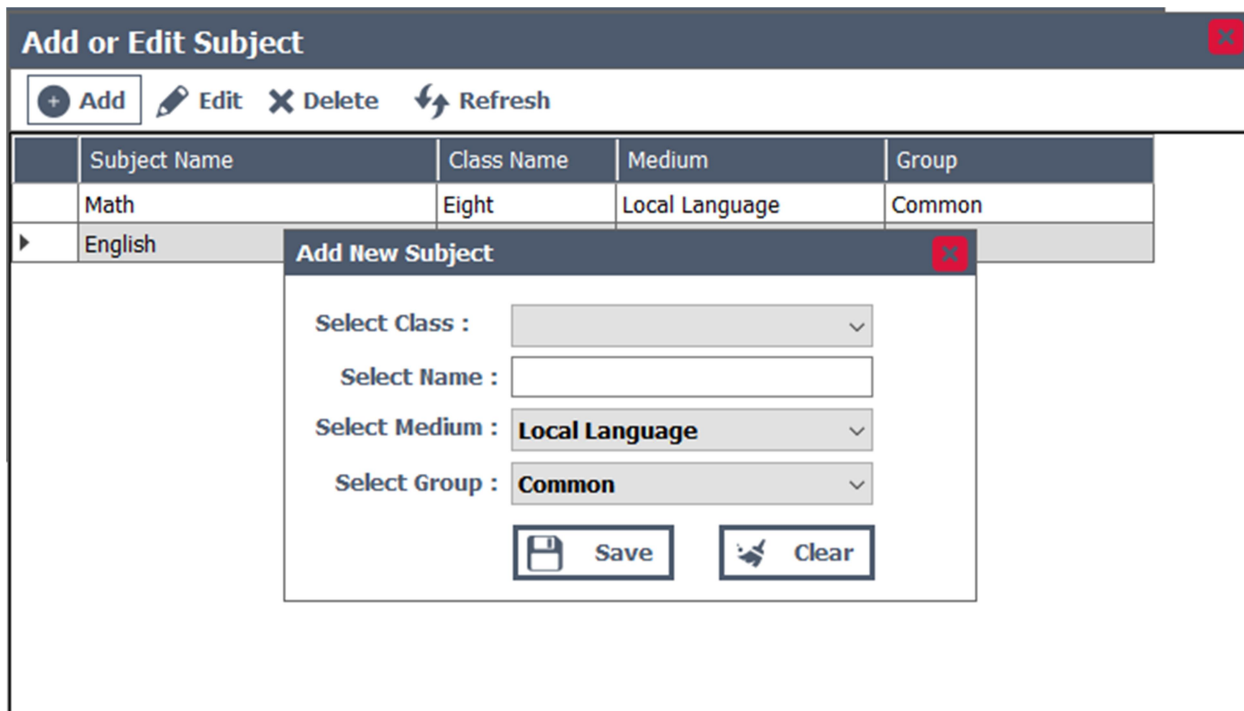 Add or Edit Subject
Add Edit Delete Refresh
Subject Name Class Name Medium Group
Math Eight Local Language Common
English
Add New Subject
Select Class :
Select Name :
Select Medium : Local Language
Select Group : Common
Save Clear